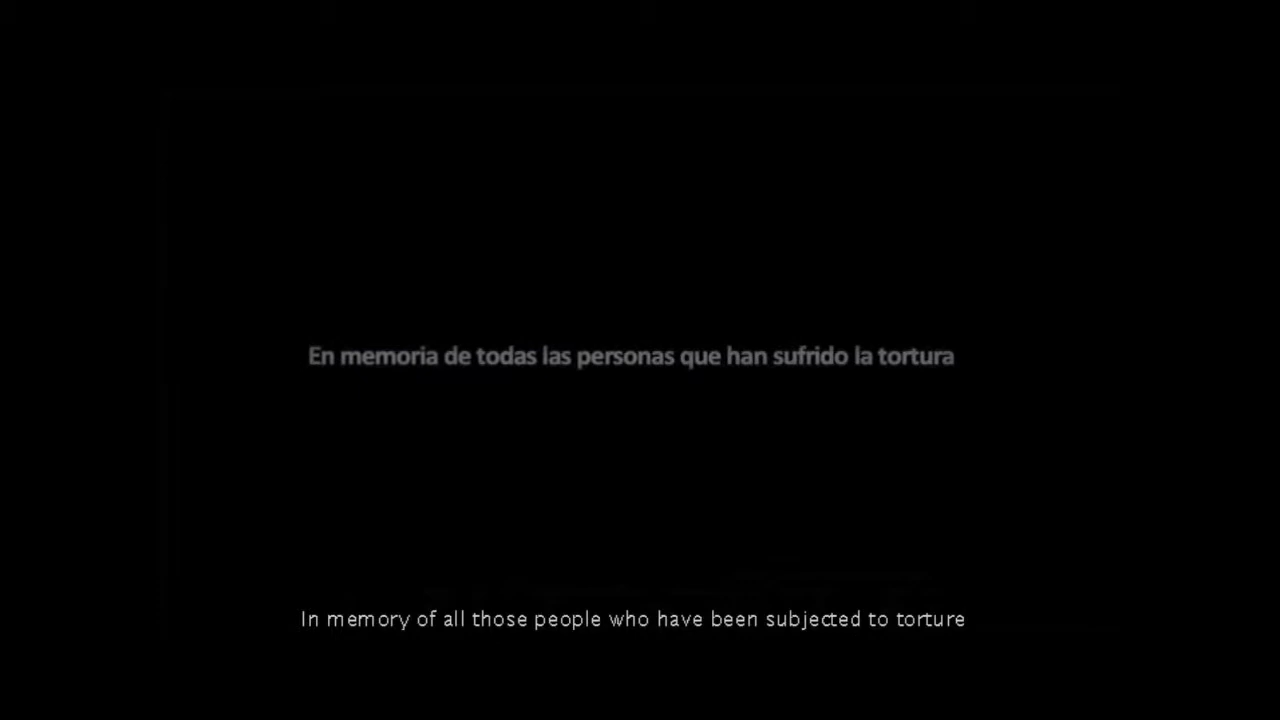 En memoria de todas las personas que han sufrido la tortura
In memory of all those people who have been subjected to torture